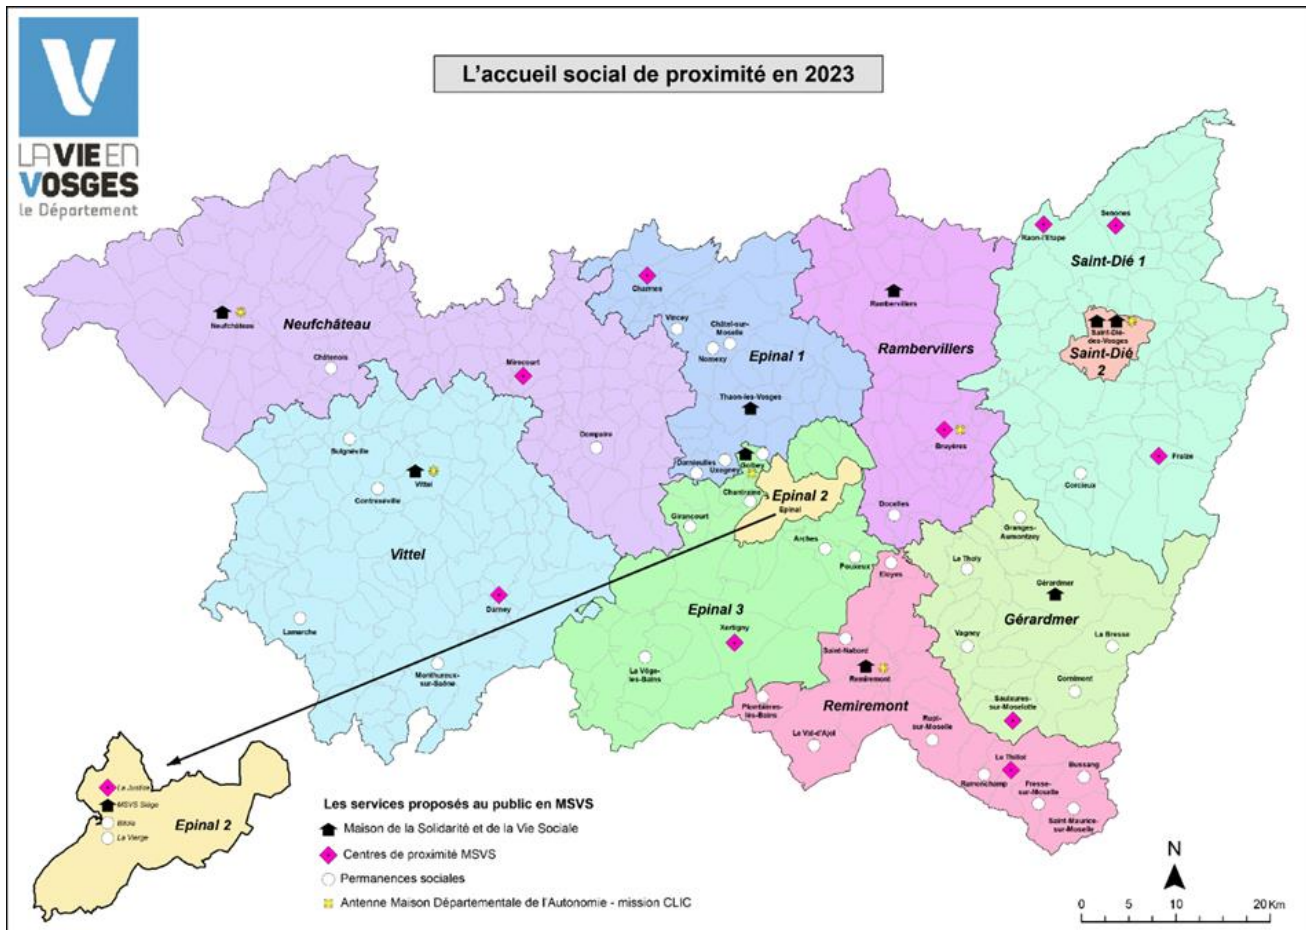 L'accueil social de proximité en 2023
LA VIE EN
VOSGES
le Département
Senones
Raon-l'Etape
Saint-Dié 1
Charmes
Rambervillers
Neufchâteau
Neufchâteau
Vincey
Châtel-sur-
Moselle
Nomexy
Epinal 1
Rambervillers
Saint-Dié-
des-Vosges
Saint-Dié
2
Châtenois
Mirecourt
Thaon-les-Vosges
Bulgnéville
Dompaire
Bruyères
Fraize
Vittel
Contrexéville
Darnieulles
Uxegney
Golbey
Chantraine
Epinal 2
Epinal
Corcieux
Girancourt
Docelles
Granges-
Aumontzey
Vittel
Arches
Pouxeux
Eloyes
Le Tholy
Gérardmer
Darney
Epinal 3
Gérardmer
Lamarche
Xertigny
Vagney
La Bresse
Saint-Nabord
La Vôge-
les-Bains
Monthureux-
sur-Saône
Remiremont
Cornimont
Plombières-
les-Bains
Remiremont
Saulxures-
sur-Moselotte
Le Val-d'Ajol
Rupt-
sur-Moselle
Le Thillot
Bussang
Ramonchamp
Fresse-
sur-Moselle
Saint-Maurice-
sur-Moselle
La Justice
MSVS Siège
Bitola
La Vierge
Epinal 2
Les services proposés au public en MSVS
Maison de la Solidarité et de la Vie Sociale
Centres de proximité MSVS
Permanences sociales
Antenne Maison Départementale de l'Autonomie - mission CLIC
N
0 5 10 20 Km